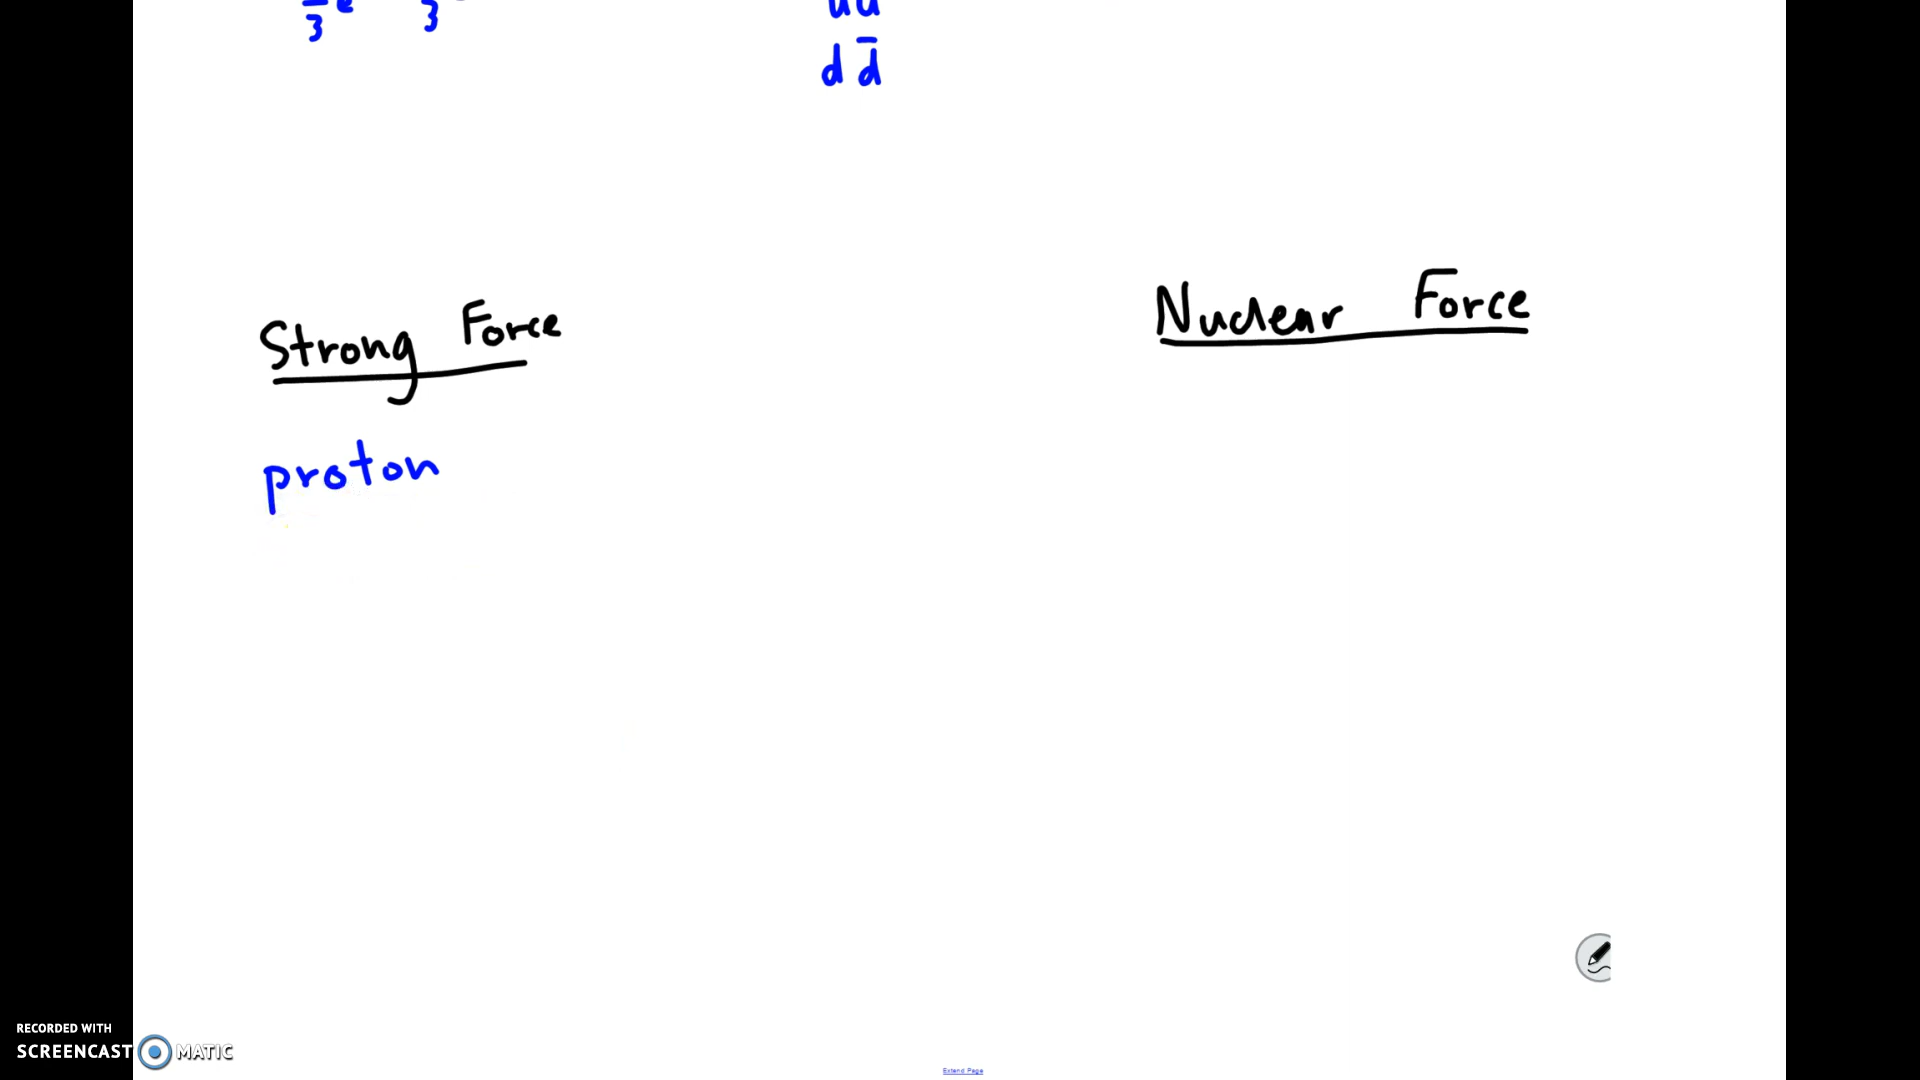 d d̅
Strong Force
Nuclear Force
proton
RECORDED WITH
SCREENCAST MATIC
Extend Page